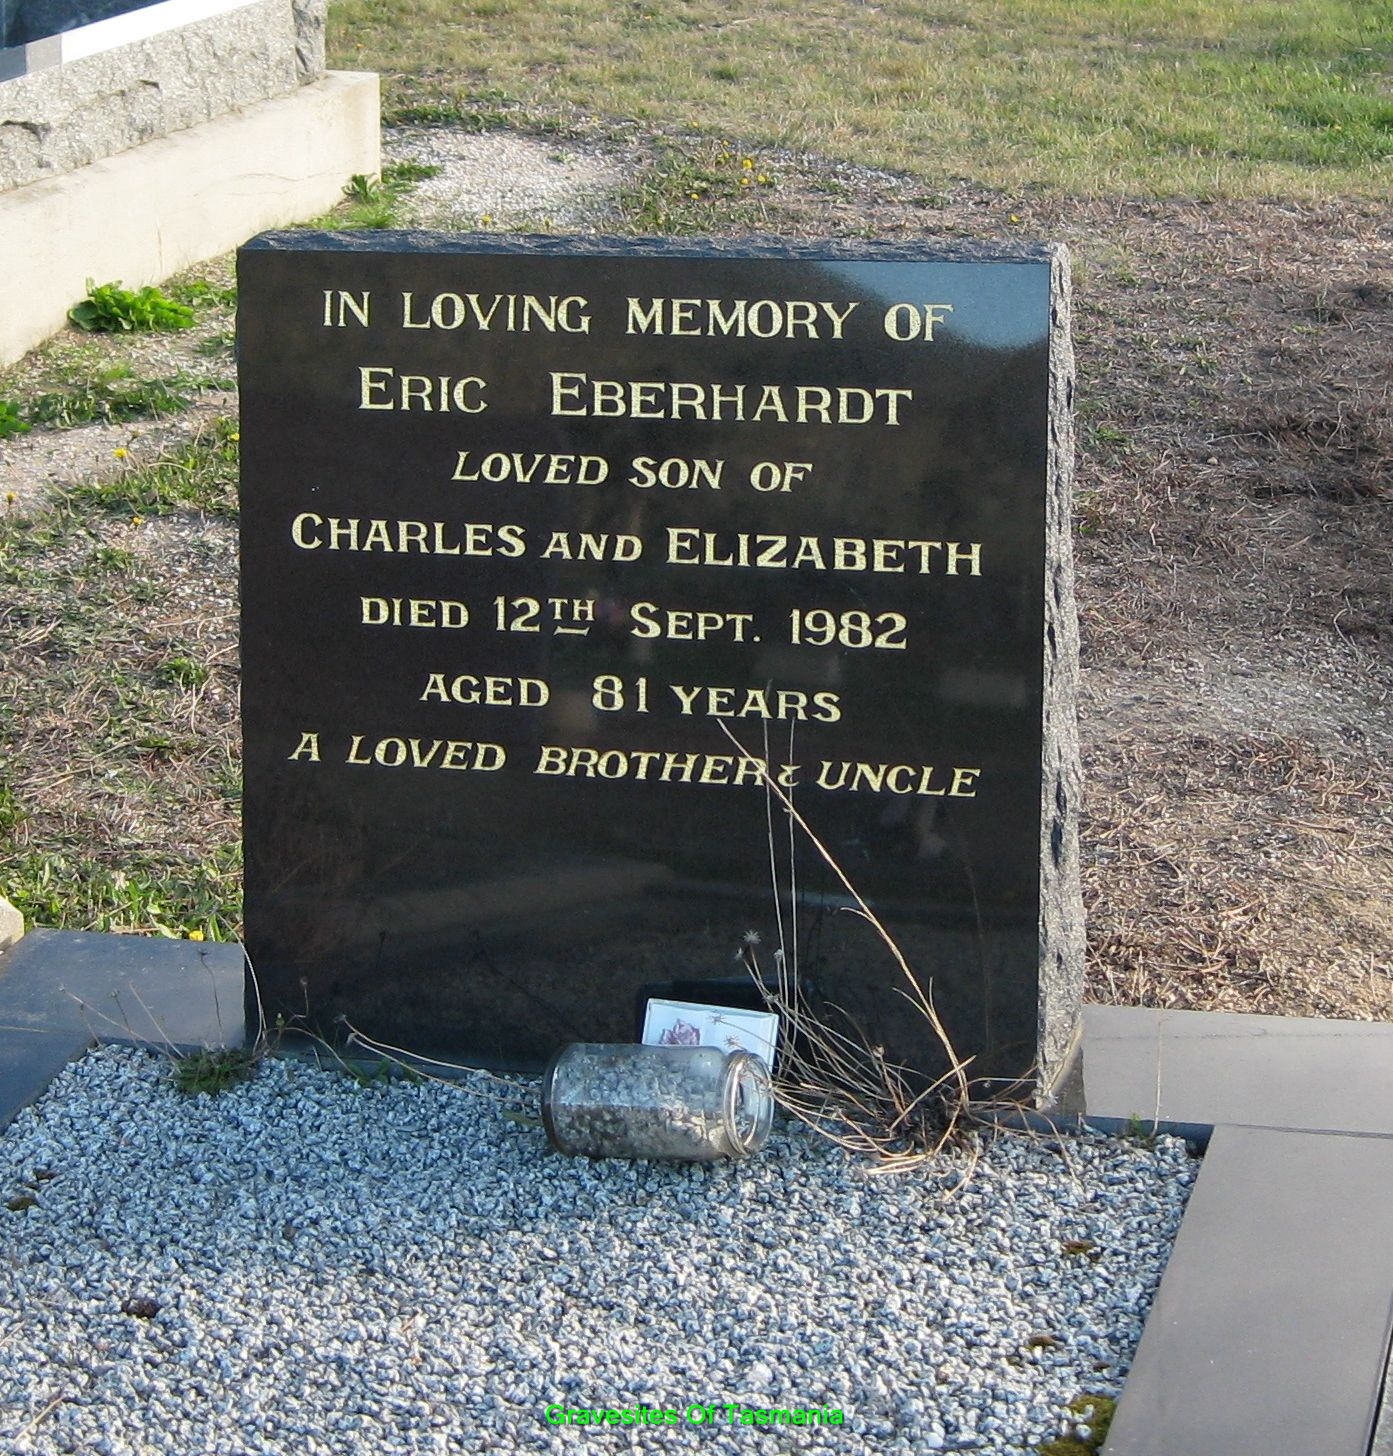 IN LOVING MEMORY OF
ERIC EBERHARDT
LOVED SON OF
CHARLES AND ELIZABETH
DIED 12TH SEPT. 1982
AGED 81 YEARS
A LOVED BROTHER & UNCLE
Gravesites Of Tasmania